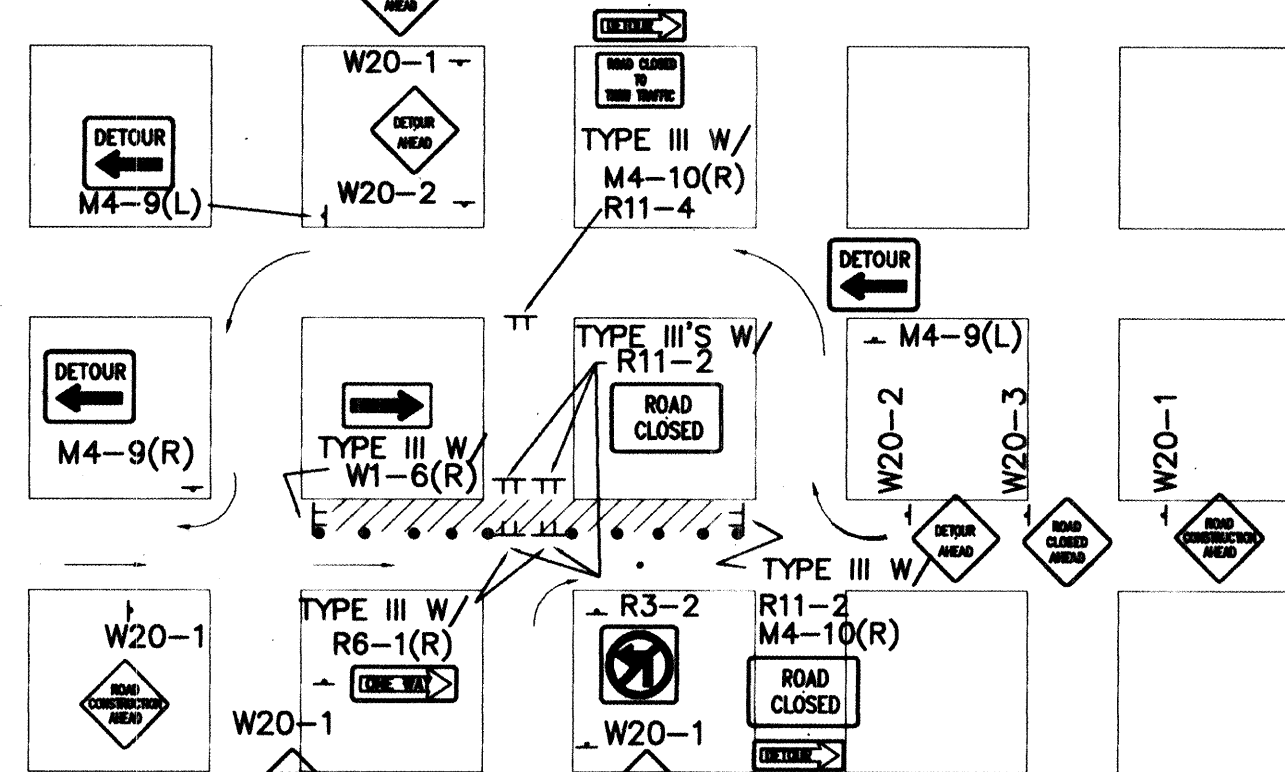 AHEAD
DETOUR
W20-1
ROAD CLOSED
TO
THRU TRAFFIC
DETOUR
AHEAD
DETOUR
TYPE III W/
M4-10(R)
R11-4
W20-2
M4-9(L)
DETOUR
TYPE III'S W/
R11-2
M4-9(L)
DETOUR
ROAD
CLOSED
W20-2
W20-3
W20-1
M4-9(R)
TYPE III W/
W1-6(R)
DETOUR
AHEAD
ROAD
CLOSED
AHEAD
ROAD
CONSTRUCTION
AHEAD
TYPE III W/
R11-2
M4-10(R)
TYPE III W/
R6-1(R)
R3-2
W20-1
ROAD
CONSTRUCTION
AHEAD
ONE WAY
ROAD
CLOSED
W20-1
W20-1
DETOUR